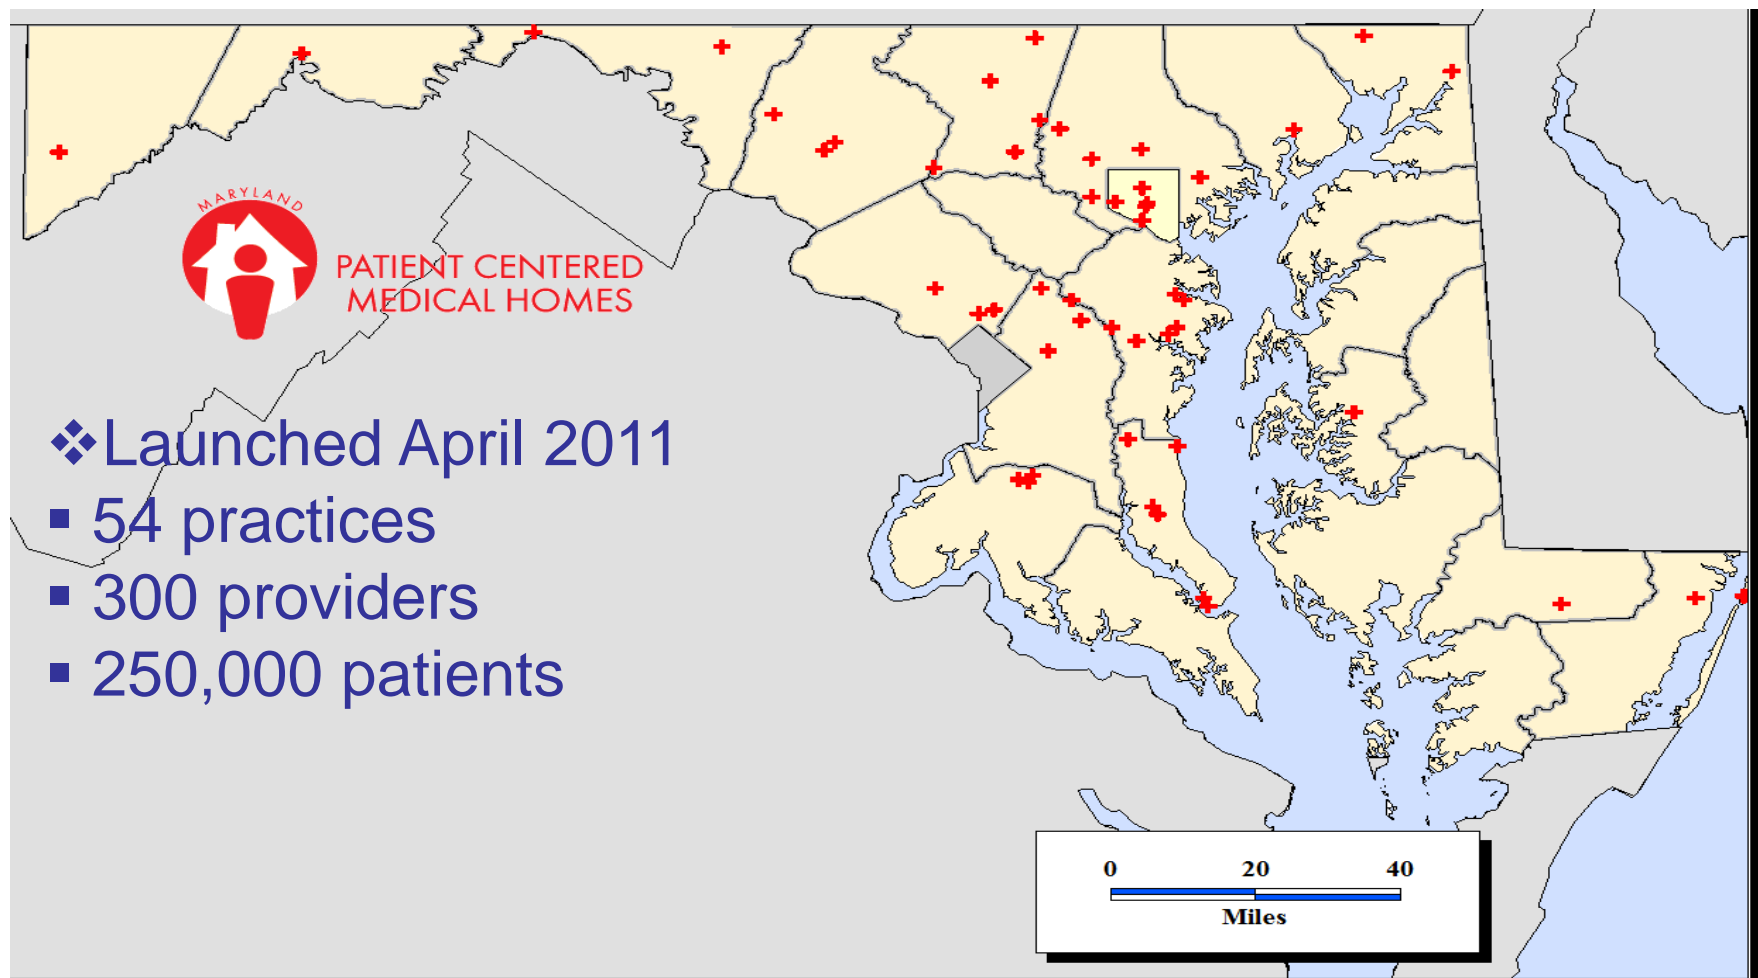 MARYLAND
PATIENT CENTERED
MEDICAL HOMES
❖Launched April 2011
▪ 54 practices
▪ 300 providers
▪ 250,000 patients
0 20 40
Miles